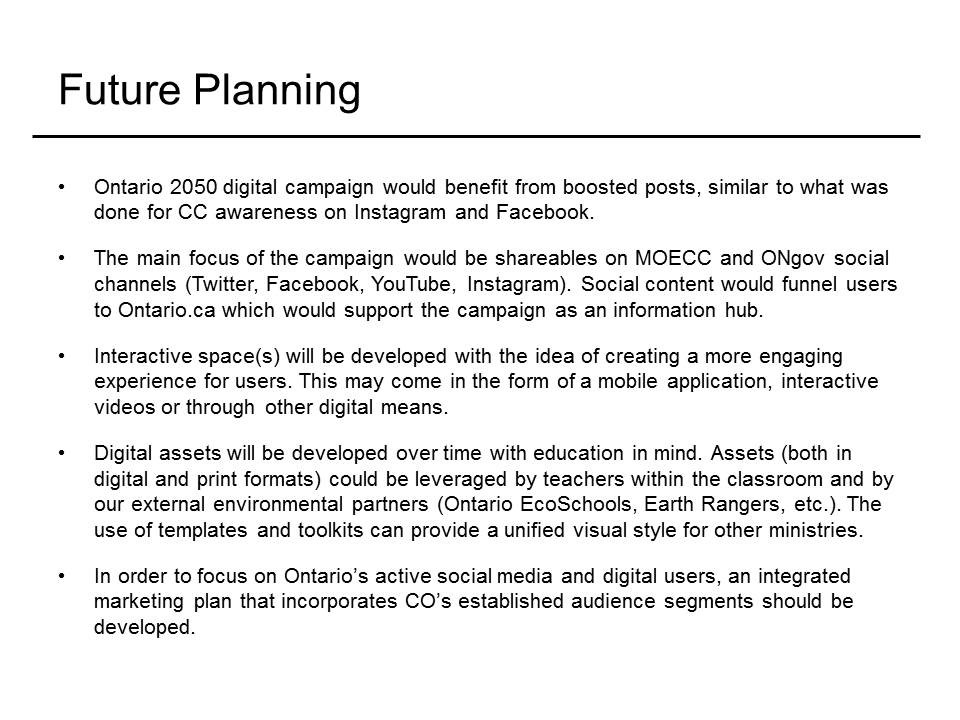 Future Planning
• Ontario 2050 digital campaign would benefit from boosted posts, similar to what was
done for CC awareness on Instagram and Facebook.
• The main focus of the campaign would be shareables on MOECC and ONgov social
channels (Twitter, Facebook, YouTube, Instagram). Social content would funnel users
to Ontario.ca which would support the campaign as an information hub.
• Interactive space(s) will be developed with the idea of creating a more engaging
experience for users. This may come in the form of a mobile application, interactive
videos or through other digital means.
• Digital assets will be developed over time with education in mind. Assets (both in
digital and print formats) could be leveraged by teachers within the classroom and by
our external environmental partners (Ontario EcoSchools, Earth Rangers, etc.). The
use of templates and toolkits can provide a unified visual style for other ministries.
• In order to focus on Ontario’s active social media and digital users, an integrated
marketing plan that incorporates CO’s established audience segments should be
developed.